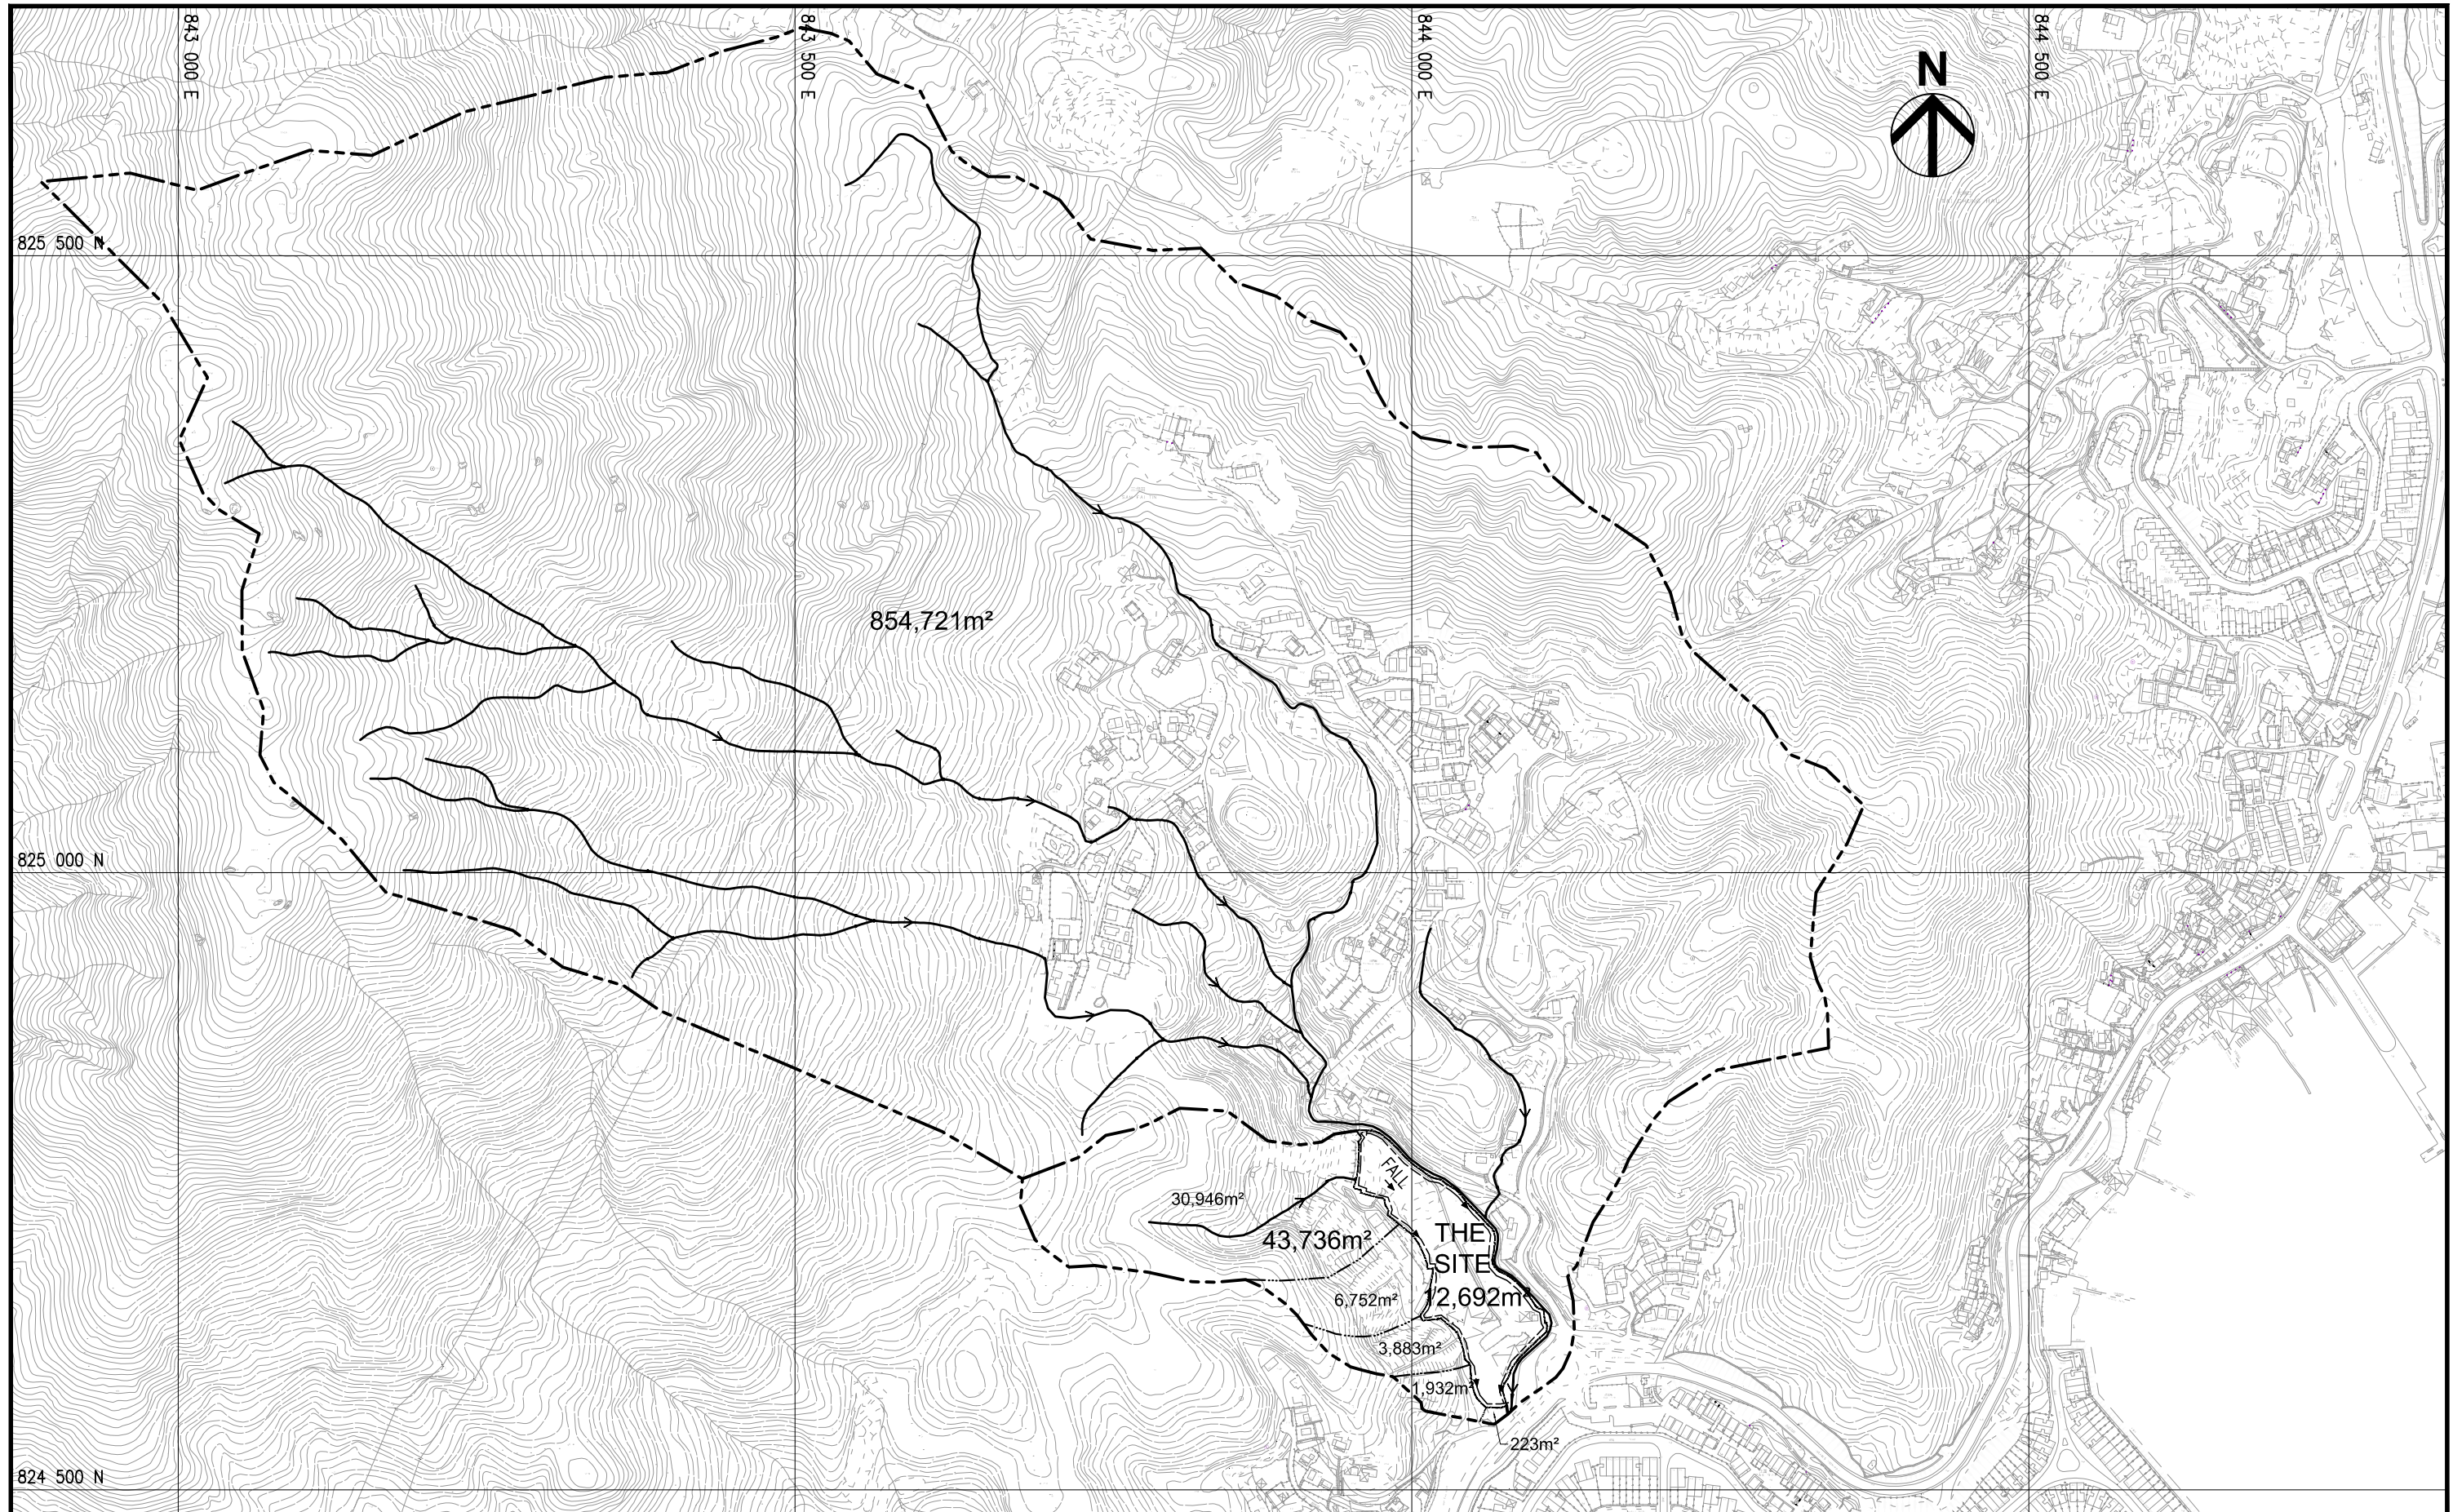 843 000 E
843 500 E
844 000 E
844 500 E
N
825 500 N
854,721m²
825 000 N
FALL
30,946m²
43,736m²
THE
SITE
12,692m²
6,752m²
3,883m²
1,932m²
223m²
824 500 N